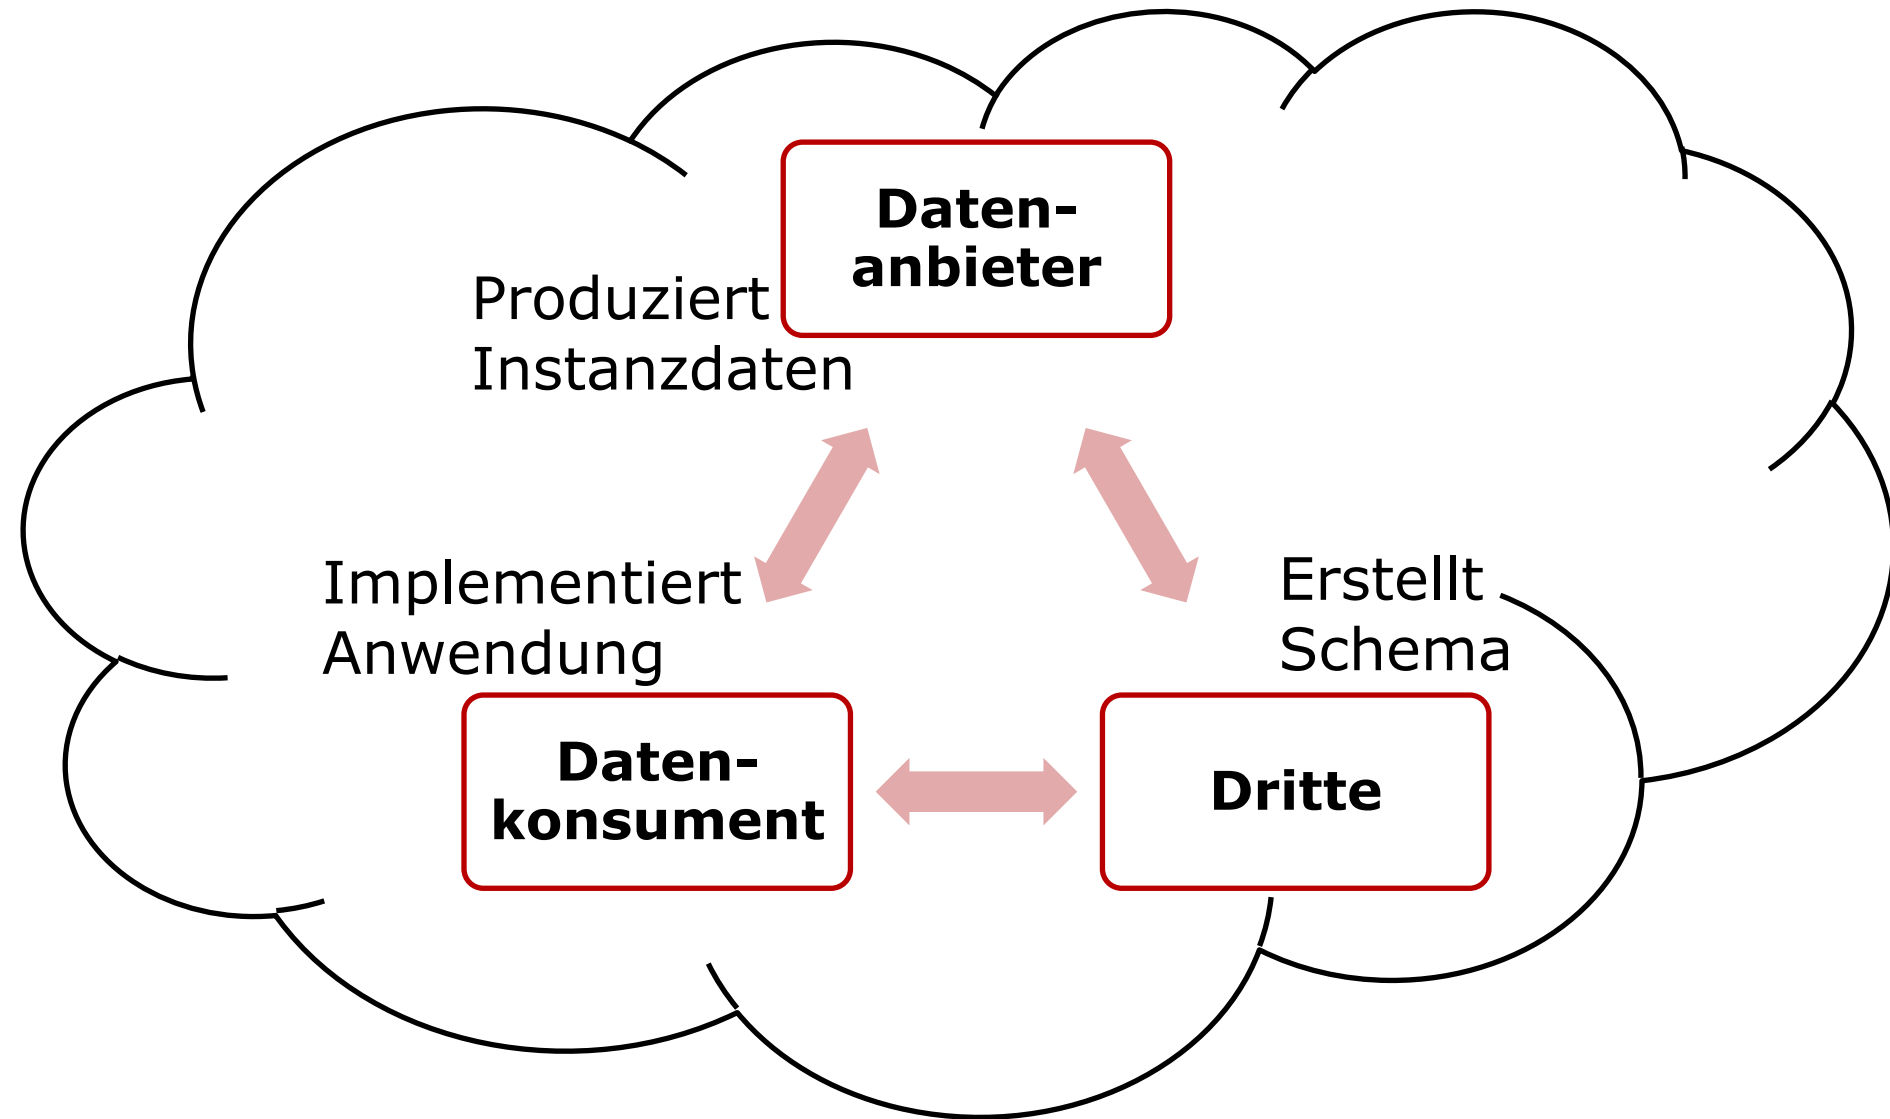 Daten-
anbieter
Produziert
Instanzdaten
Implementiert
Anwendung
Erstellt
Schema
Daten-
konsument
Dritte